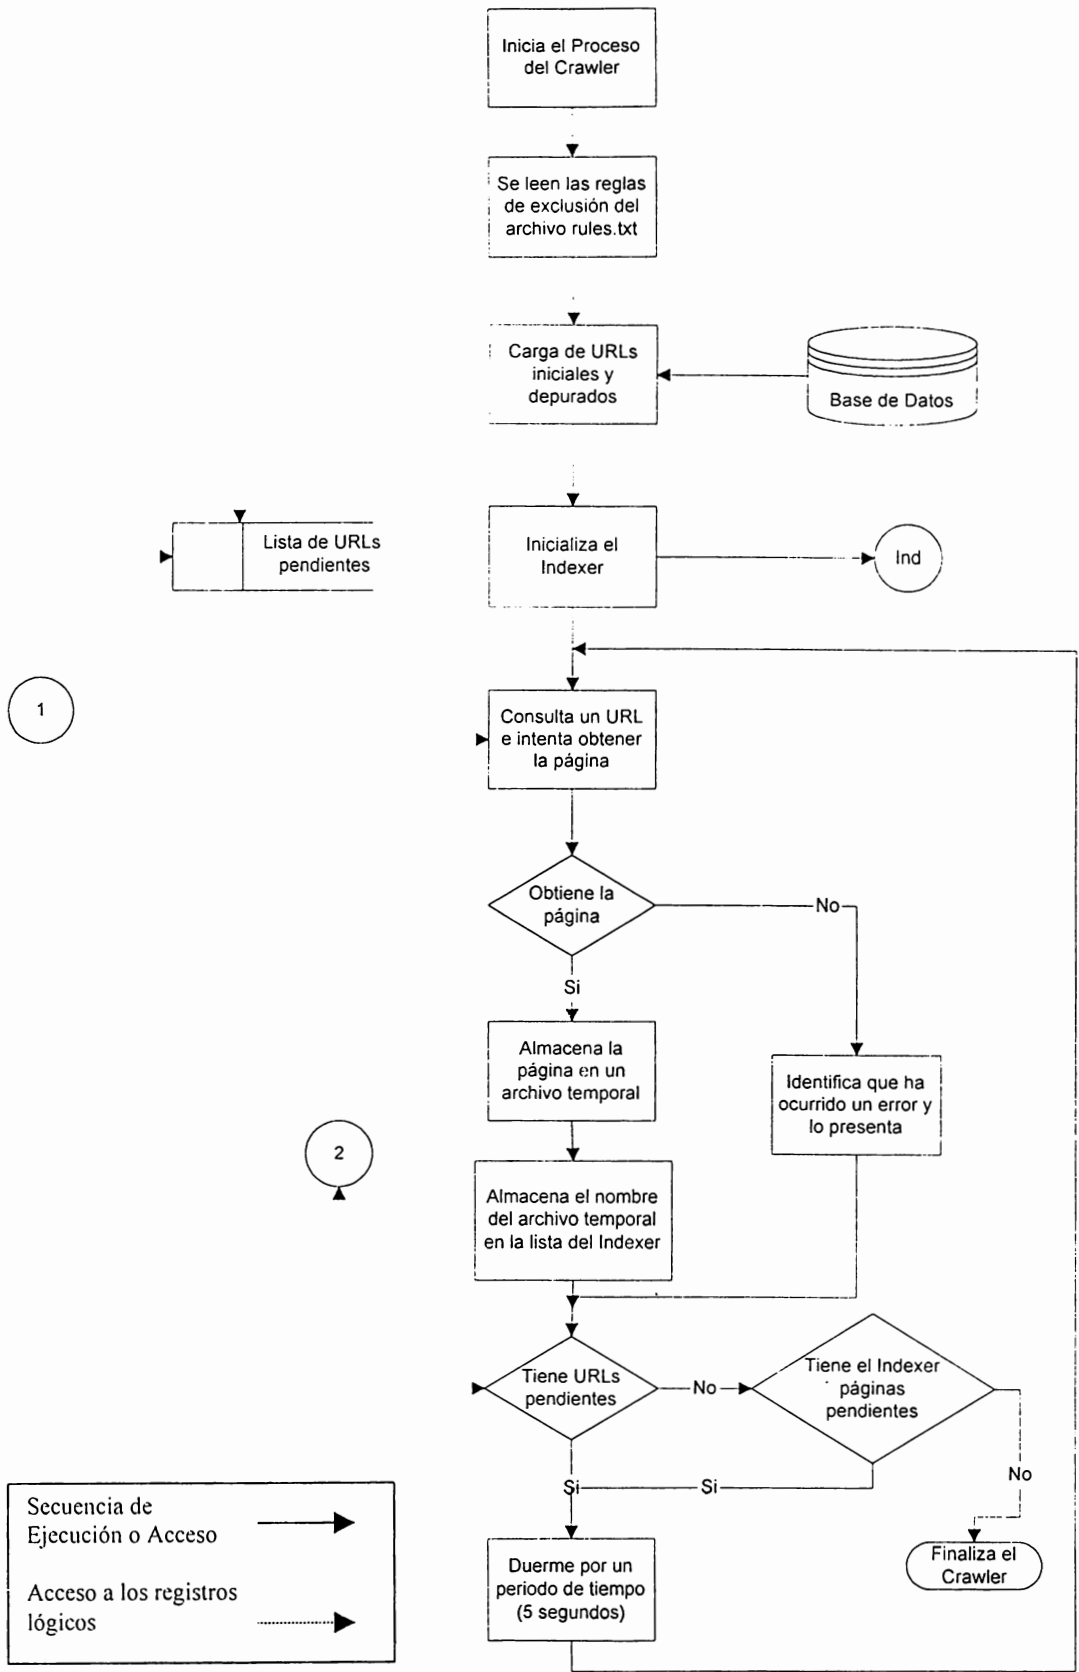 Inicia el Proceso
del Crawler
Se leen las reglas
de exclusión del
archivo rules.txt
Carga de URLs
iniciales y
depurados
Base de Datos
Lista de URLs
pendientes
Inicializa el
Indexer
Ind
1
Consulta un URL
e intenta obtener
la página
Obtiene la
página
No
Si
Almacena la
página en un
archivo temporal
Identifica que ha
ocurrido un error y
lo presenta
2
Almacena el nombre
del archivo temporal
en la lista del Indexer
Tiene URLs
pendientes
No
Tiene el Indexer
páginas
pendientes
Si
Si
No
Duerme por un
periodo de tiempo
(5 segundos)
Finaliza el
Crawler
Secuencia de
Ejecución o Acceso
Acceso a los registros
lógicos